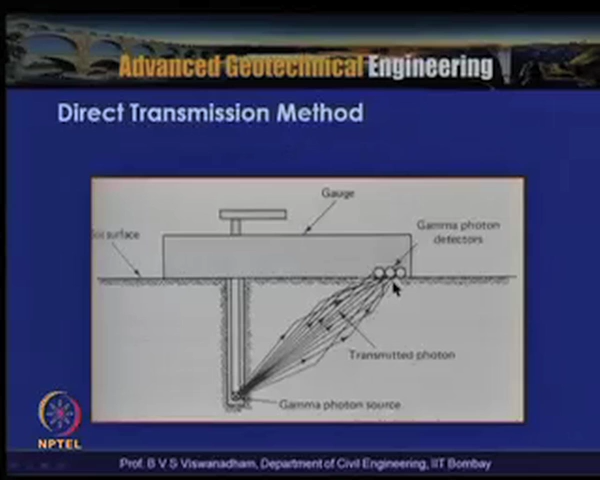 Advanced Geotechnical Engineering
Direct Transmission Method
Gauge
surface
Gamma photon
detectors
Transmitted photon
Gamma photon source
NPTEL
Prof. B V S Viswanadham, Department of Civil Engineering, IIT Bombay